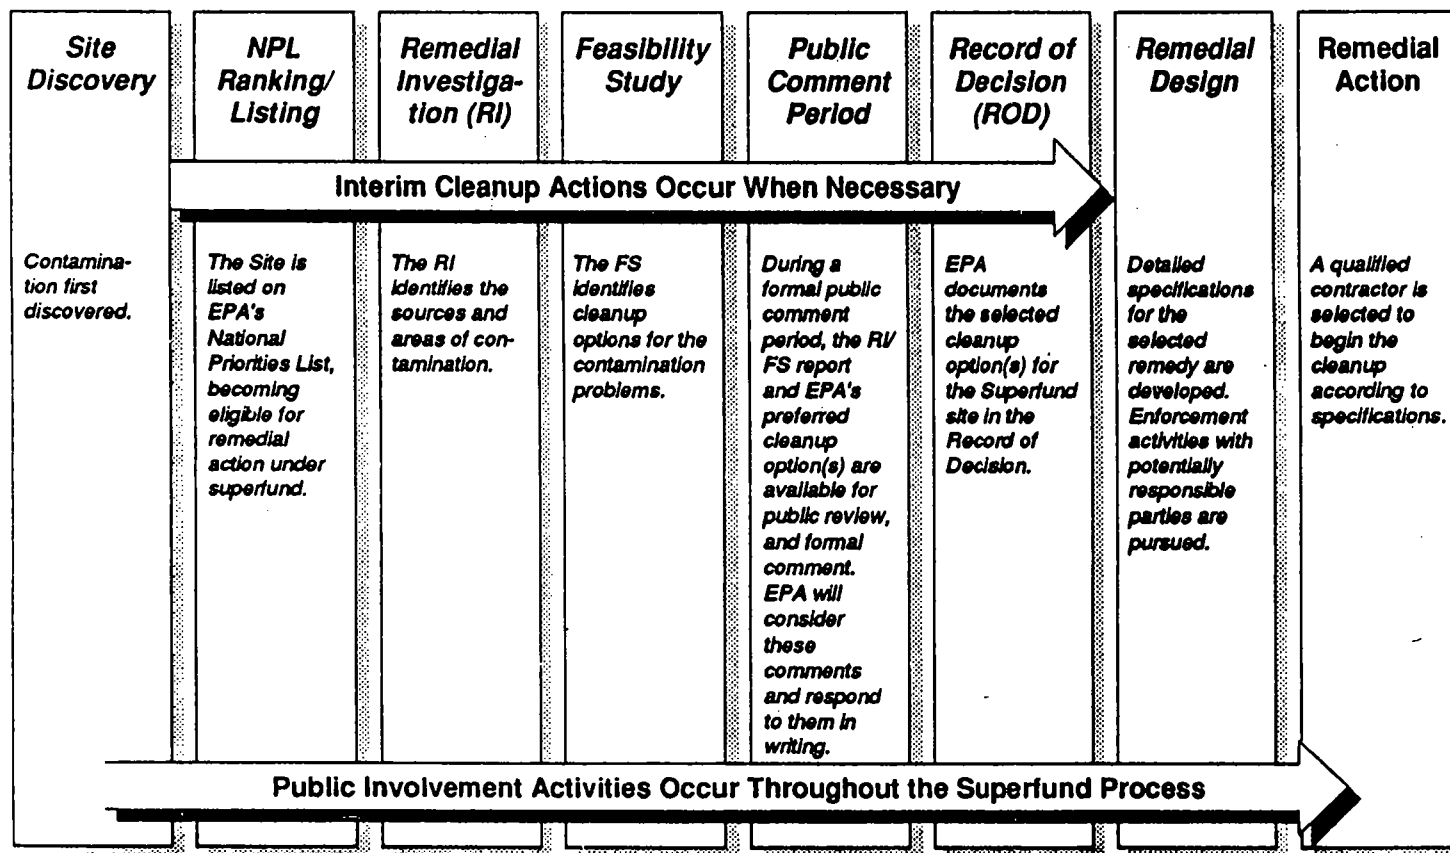 Site
Discovery
NPL
Ranking/
Listing
Remedial
Investiga-
tion (RI)
Feasibility
Study
Public
Comment
Period
Record of
Decision
(ROD)
Remedial
Design
Remedial
Action
Interim Cleanup Actions Occur When Necessary
Contamina-
tion first
discovered.
The Site is
listed on
EPA's
National
Priorities List,
becoming
eligible for
remedial
action under
superfund.
The RI
identifies the
sources and
areas of con-
tamination.
The FS
identifies
cleanup
options for the
contamination
problems.
During a
formal public
comment
period, the RI/
FS report
and EPA's
preferred
cleanup
option(s) are
available for
public review,
and formal
comment.
EPA will
consider
these
comments
and respond
to them in
writing.
EPA
documents
the selected
cleanup
option(s) for
the Superfund
site in the
Record of
Decision.
Detailed
specifications
for the
selected
remedy are
developed.
Enforcement
activities with
potentially
responsible
parties are
pursued.
A qualified
contractor is
selected to
begin the
cleanup
according to
specifications.
Public Involvement Activities Occur Throughout the Superfund Process